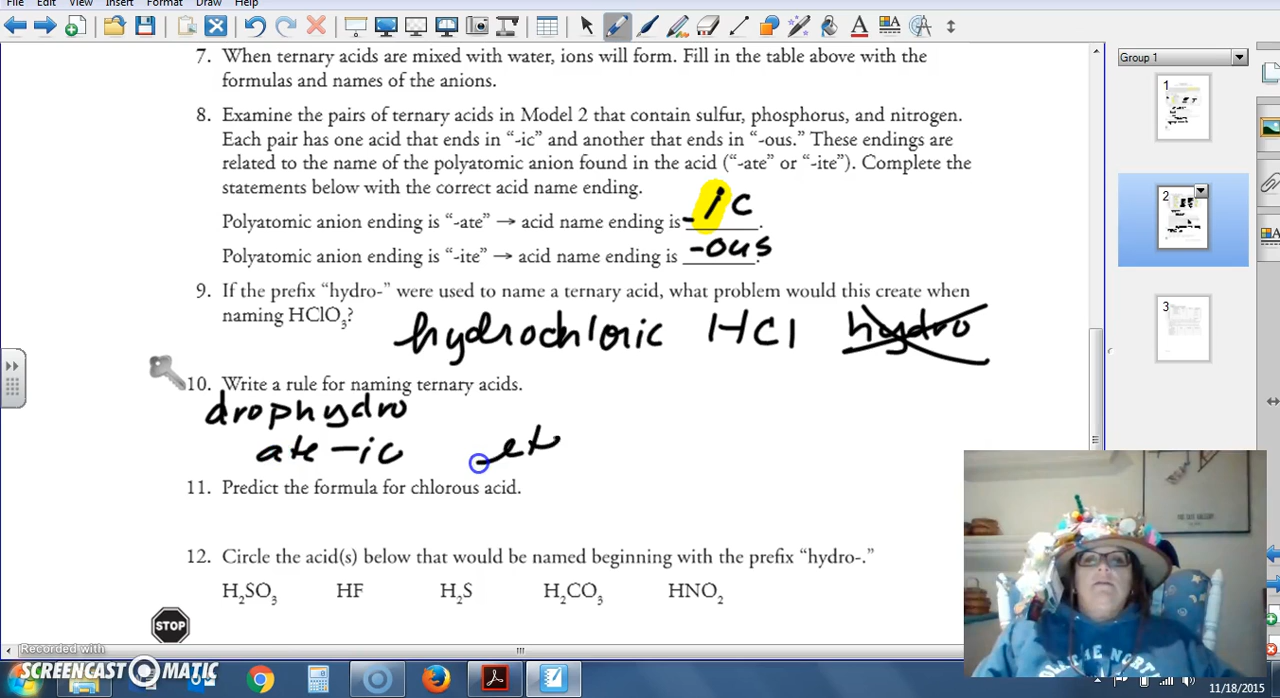 File Edit View Insert Format Draw Help
7. When ternary acids are mixed with water, ions will form. Fill in the table above with the
formulas and names of the anions.
8. Examine the pairs of ternary acids in Model 2 that contain sulfur, phosphorus, and nitrogen.
Each pair has one acid that ends in “-ic” and another that ends in “-ous.” These endings are
related to the name of the polyatomic anion found in the acid (“-ate” or “-ite”). Complete the
statements below with the correct acid name ending.
Polyatomic anion ending is “-ate” → acid name ending is -ic.
Polyatomic anion ending is “-ite” → acid name ending is -ous.
9. If the prefix “hydro-” were used to name a ternary acid, what problem would this create when
naming HClO₃?
hydrochloric HCl hydro
10. Write a rule for naming ternary acids.
drophydro
ate -ic
11. Predict the formula for chlorous acid.
12. Circle the acid(s) below that would be named beginning with the prefix “hydro-.”
H₂SO₃ HF H₂S H₂CO₃ HNO₂
STOP
Group 1
1
2
3
Recorded with
SCREENCAST-O-MATIC
11/18/2015